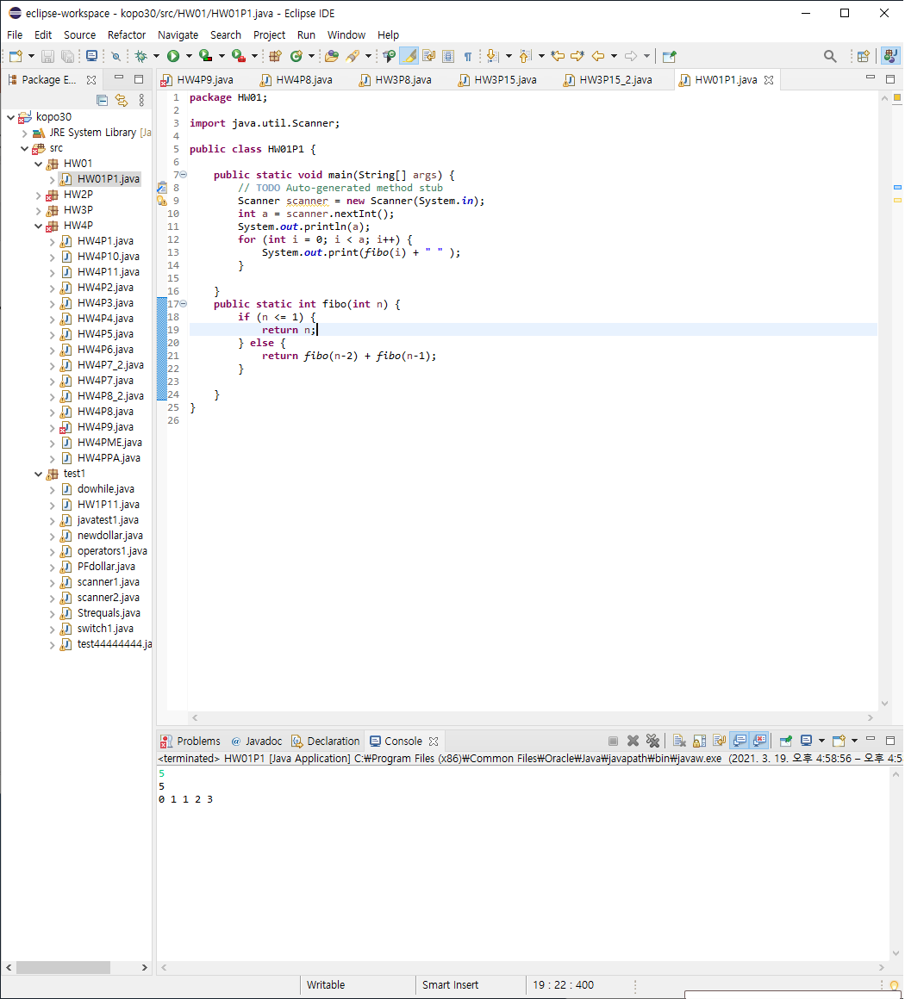 eclipse-workspace - kopo30/src/HW01/HW01P1.java - Eclipse IDE
File Edit Source Refactor Navigate Search Project Run Window Help
Package E...
HW4P9.java HW4P8.java HW3P8.java HW3P15.java HW3P15_2.java HW01P1.java
kopo30
JRE System Library [Ja
src
HW01
HW01P1.java
HW2P
HW3P
HW4P
HW4P1.java
HW4P10.java
HW4P11.java
HW4P2.java
HW4P3.java
HW4P4.java
HW4P5.java
HW4P6.java
HW4P7_2.java
HW4P7.java
HW4P8_2.java
HW4P8.java
HW4P9.java
HW4PME.java
HW4PPA.java
test1
dowhile.java
HW1P11.java
javatest1.java
newdollar.java
operators1.java
PFdollar.java
scanner1.java
scanner2.java
Strequals.java
switch1.java
test44444444.ja
1 package HW01;
2
3 import java.util.Scanner;
4
5 public class HW01P1 {
6
7 public static void main(String[] args) {
8 // TODO Auto-generated method stub
9 Scanner scanner = new Scanner(System.in);
10 int a = scanner.nextInt();
11 System.out.println(a);
12 for (int i = 0; i < a; i++) {
13 System.out.print(fibo(i) + " " );
14 }
15
16 }
17 public static int fibo(int n) {
18 if (n <= 1) {
19 return n;
20 } else {
21 return fibo(n-2) + fibo(n-1);
22 }
23
24 }
25 }
26
Problems Javadoc Declaration Console
<terminated> HW01P1 [Java Application] C:₩Program Files (x86)₩Common Files₩Oracle₩Java₩javapath₩bin₩javaw.exe (2021. 3. 19. 오후 4:58:56 – 오후 4:5
5
5
0 1 1 2 3
Writable Smart Insert 19 : 22 : 400